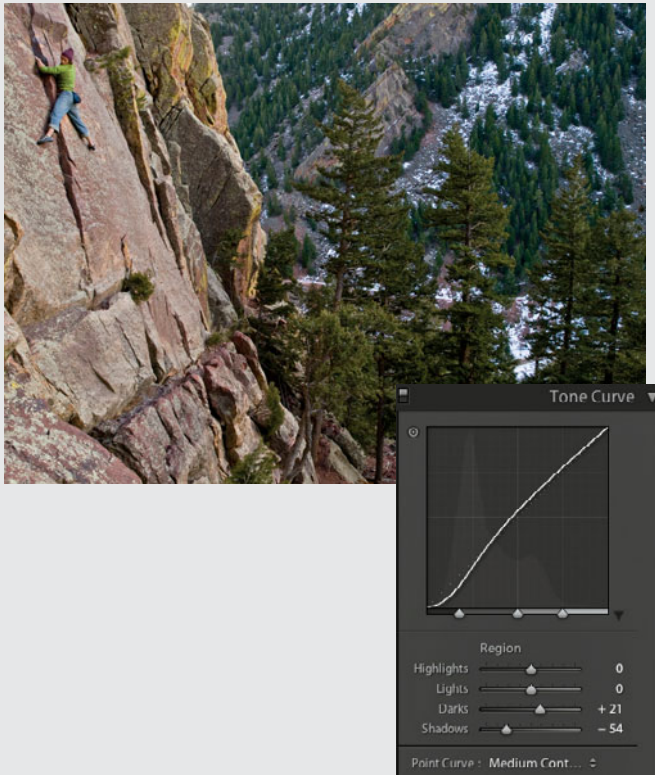 Tone Curve
Region
Highlights 0
Lights 0
Darks + 21
Shadows – 54
Point Curve : Medium Cont...